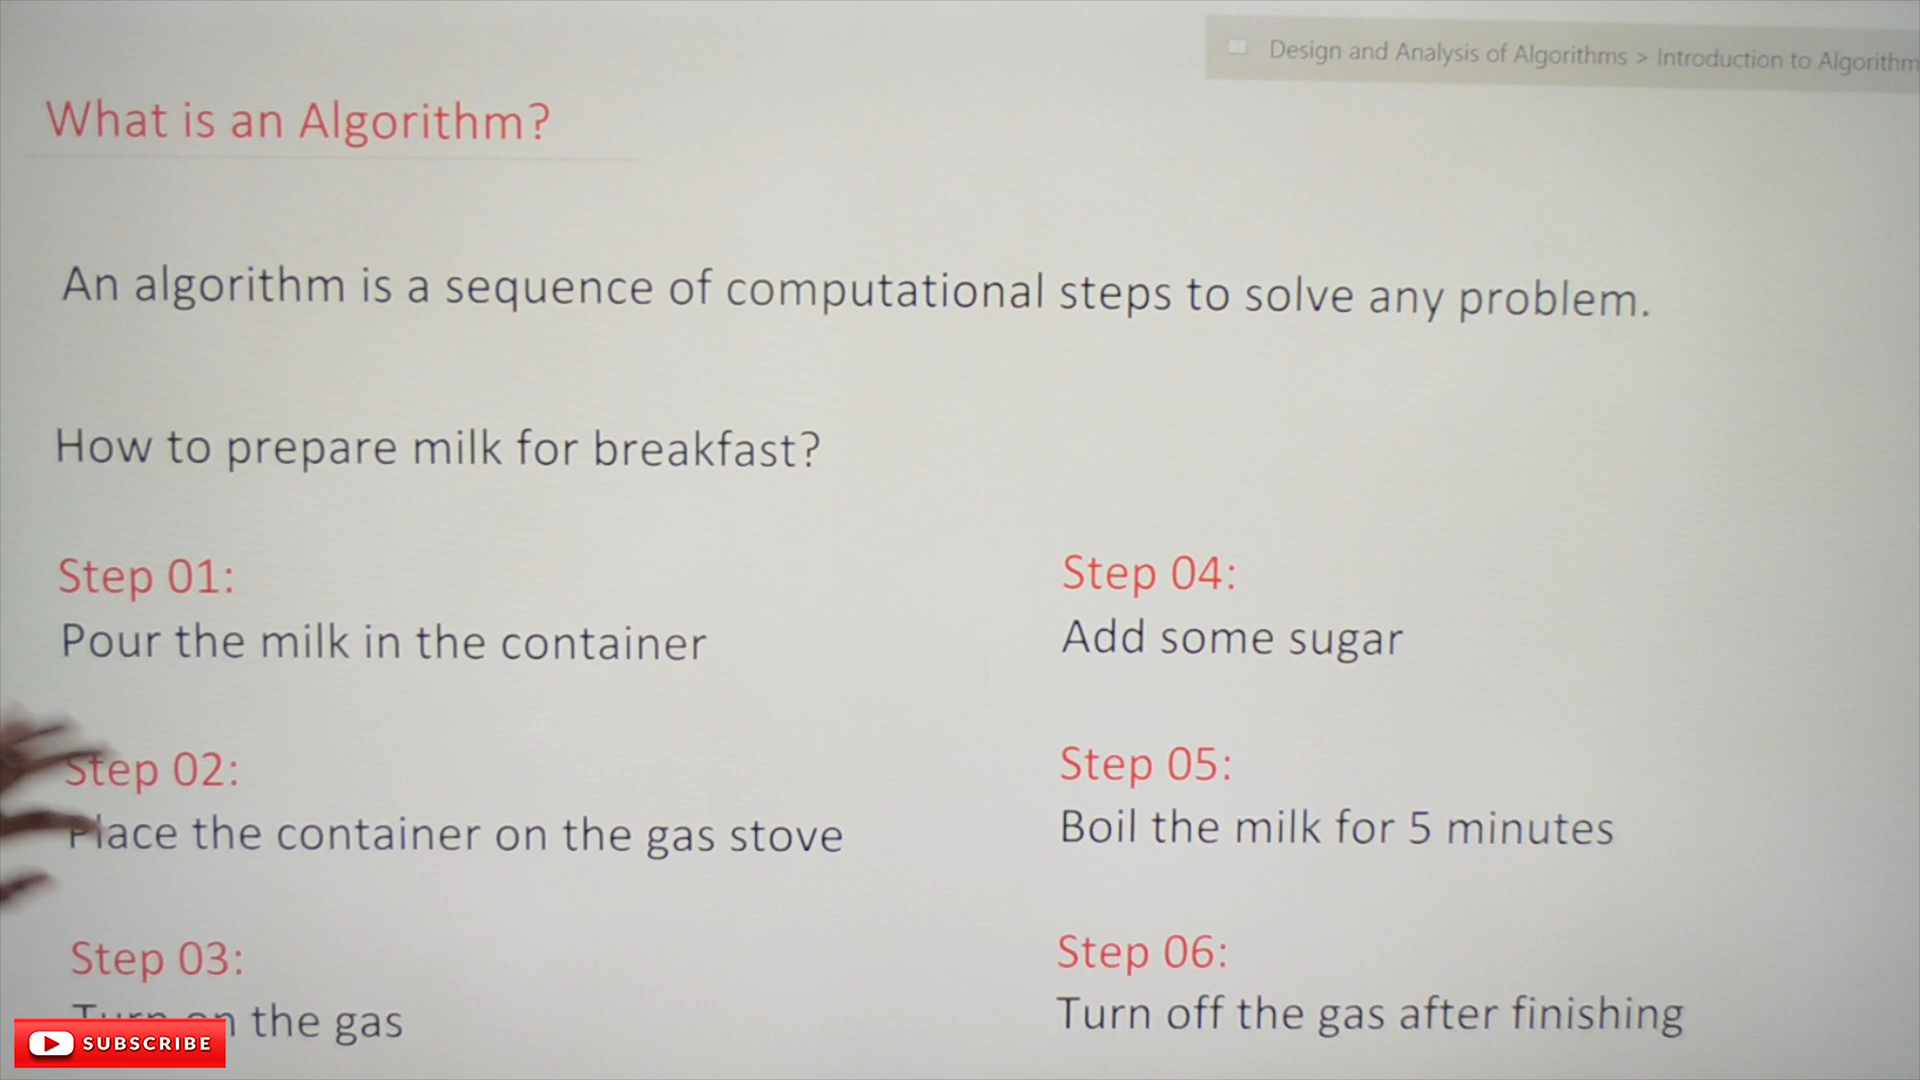 Design and Analysis of Algorithms > Introduction to Algorithm
What is an Algorithm?
An algorithm is a sequence of computational steps to solve any problem.
How to prepare milk for breakfast?
Step 01:
Pour the milk in the container
Step 02:
Place the container on the gas stove
Step 03:
Turn on the gas
Step 04:
Add some sugar
Step 05:
Boil the milk for 5 minutes
Step 06:
Turn off the gas after finishing
SUBSCRIBE